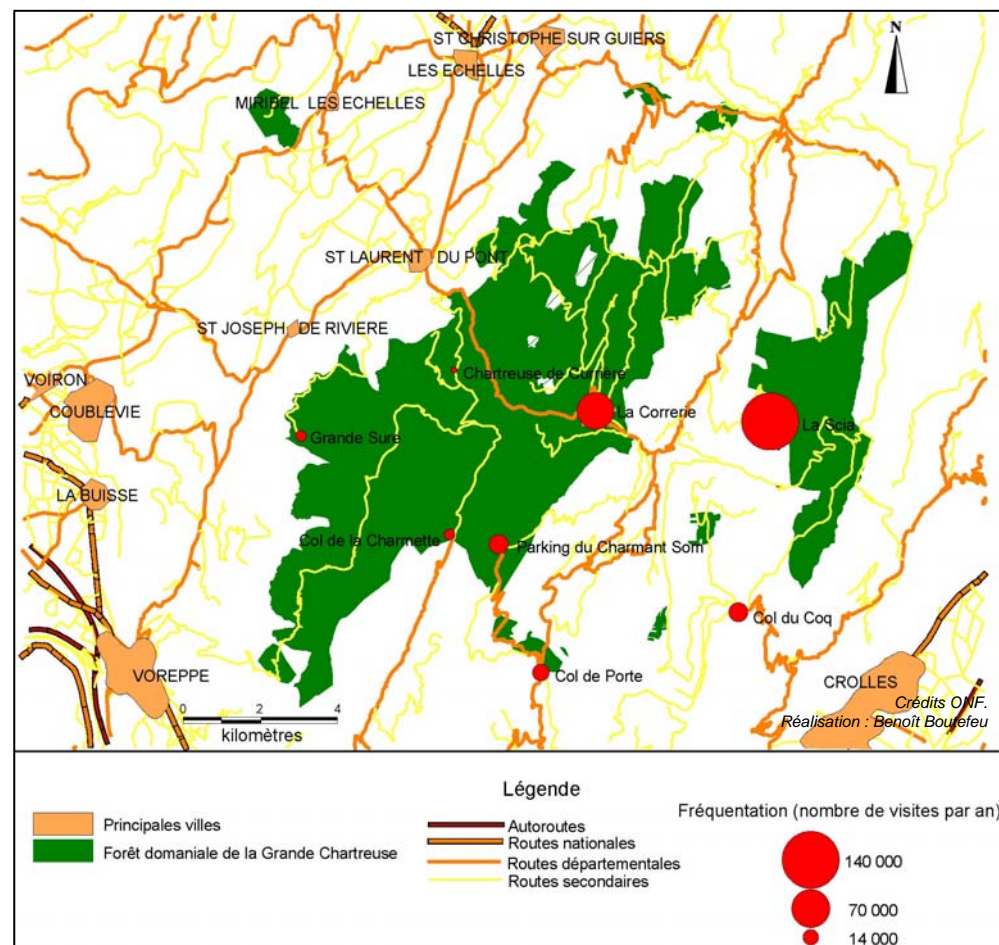 ST CHRISTOPHE SUR GUIERS
N
LES ECHELLES
MIRIBEL LES ECHELLES
ST LAURENT DU PONT
ST JOSEPH DE RIVIERE
Chartreuse de Currière
VOIRON
COUBLEVIE
La Correrie
La Scia
Grande Sure
LA BUISSE
Col de la Charmette
Parking du Charmant Som
Col du Coq
VOREPPE
Col de Porte
CROLLES
Crédits ONF.
Réalisation : Benoît Boutefeu
0 2 4
kilomètres
Légende
Principales villes
Forêt domaniale de la Grande Chartreuse
Autoroutes
Routes nationales
Routes départementales
Routes secondaires
Fréquentation (nombre de visites par an)
140 000
70 000
14 000